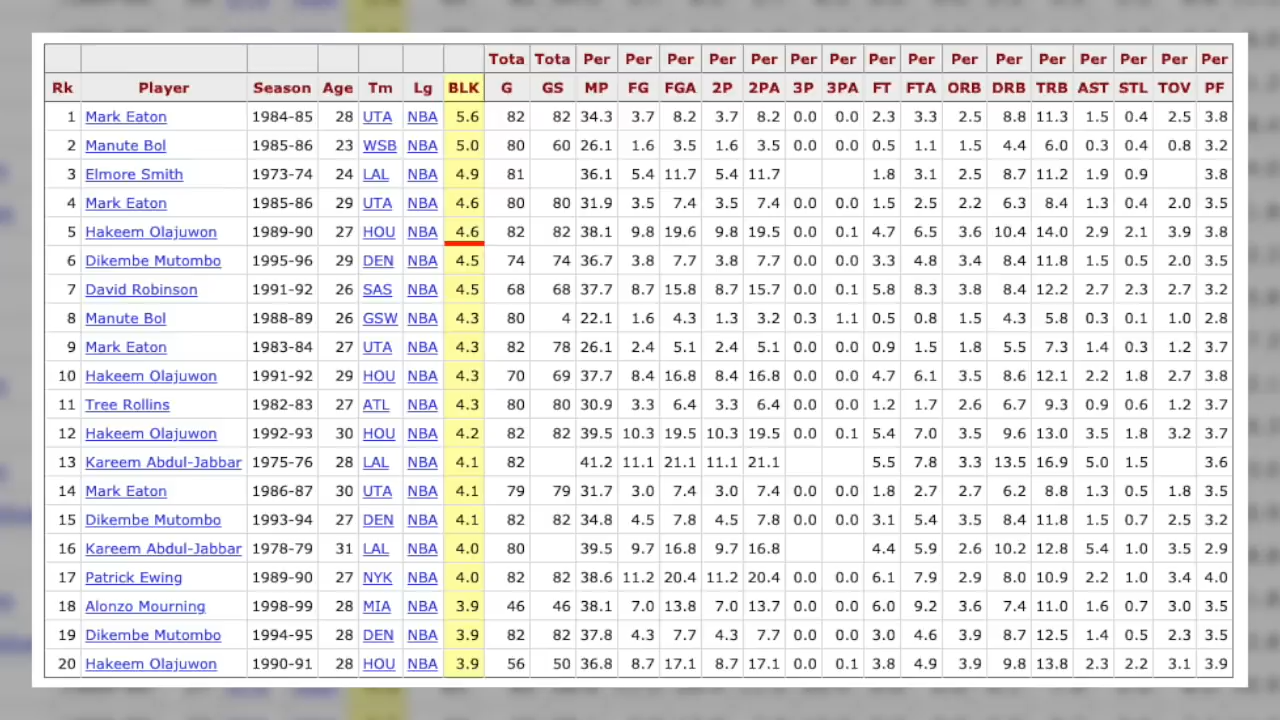 Tota Tota Per Per Per Per Per Per Per Per Per Per Per Per Per Per Per Per
Rk Player Season Age Tm Lg BLK G GS MP FG FGA 2P 2PA 3P 3PA FT FTA ORB DRB TRB AST STL TOV PF
1 Mark Eaton 1984-85 28 UTA NBA 5.6 82 82 34.3 3.7 8.2 3.7 8.2 0.0 0.0 2.3 3.3 2.5 8.8 11.3 1.5 0.4 2.5 3.8
2 Manute Bol 1985-86 23 WSB NBA 5.0 80 60 26.1 1.6 3.5 1.6 3.5 0.0 0.0 0.5 1.1 1.5 4.4 6.0 0.3 0.4 0.8 3.2
3 Elmore Smith 1973-74 24 LAL NBA 4.9 81 36.1 5.4 11.7 5.4 11.7 1.8 3.1 2.5 8.7 11.2 1.9 0.9 3.8
4 Mark Eaton 1985-86 29 UTA NBA 4.6 80 80 31.9 3.5 7.4 3.5 7.4 0.0 0.0 1.5 2.5 2.2 6.3 8.4 1.3 0.4 2.0 3.5
5 Hakeem Olajuwon 1989-90 27 HOU NBA 4.6 82 82 38.1 9.8 19.6 9.8 19.5 0.0 0.1 4.7 6.5 3.6 10.4 14.0 2.9 2.1 3.9 3.8
6 Dikembe Mutombo 1995-96 29 DEN NBA 4.5 74 74 36.7 3.8 7.7 3.8 7.7 0.0 0.0 3.3 4.8 3.4 8.4 11.8 1.5 0.5 2.0 3.5
7 David Robinson 1991-92 26 SAS NBA 4.5 68 68 37.7 8.7 15.8 8.7 15.7 0.0 0.1 5.8 8.3 3.8 8.4 12.2 2.7 2.3 2.7 3.2
8 Manute Bol 1988-89 26 GSW NBA 4.3 80 4 22.1 1.6 4.3 1.3 3.2 0.3 1.1 0.5 0.8 1.5 4.3 5.8 0.3 0.1 1.0 2.8
9 Mark Eaton 1983-84 27 UTA NBA 4.3 82 78 26.1 2.4 5.1 2.4 5.1 0.0 0.0 0.9 1.5 1.8 5.5 7.3 1.4 0.3 1.2 3.7
10 Hakeem Olajuwon 1991-92 29 HOU NBA 4.3 70 69 37.7 8.4 16.8 8.4 16.8 0.0 0.0 4.7 6.1 3.5 8.6 12.1 2.2 1.8 2.7 3.8
11 Tree Rollins 1982-83 27 ATL NBA 4.3 80 80 30.9 3.3 6.4 3.3 6.4 0.0 0.0 1.2 1.7 2.6 6.7 9.3 0.9 0.6 1.2 3.7
12 Hakeem Olajuwon 1992-93 30 HOU NBA 4.2 82 82 39.5 10.3 19.5 10.3 19.5 0.0 0.1 5.4 7.0 3.5 9.6 13.0 3.5 1.8 3.2 3.7
13 Kareem Abdul-Jabbar 1975-76 28 LAL NBA 4.1 82 41.2 11.1 21.1 11.1 21.1 5.5 7.8 3.3 13.5 16.9 5.0 1.5 3.6
14 Mark Eaton 1986-87 30 UTA NBA 4.1 79 79 31.7 3.0 7.4 3.0 7.4 0.0 0.0 1.8 2.7 2.7 6.2 8.8 1.3 0.5 1.8 3.5
15 Dikembe Mutombo 1993-94 27 DEN NBA 4.1 82 82 34.8 4.5 7.8 4.5 7.8 0.0 0.0 3.1 5.4 3.5 8.4 11.8 1.5 0.7 2.5 3.2
16 Kareem Abdul-Jabbar 1978-79 31 LAL NBA 4.0 80 39.5 9.7 16.8 9.7 16.8 4.4 5.9 2.6 10.2 12.8 5.4 1.0 3.5 2.9
17 Patrick Ewing 1989-90 27 NYK NBA 4.0 82 82 38.6 11.2 20.4 11.2 20.4 0.0 0.0 6.1 7.9 2.9 8.0 10.9 2.2 1.0 3.4 4.0
18 Alonzo Mourning 1998-99 28 MIA NBA 3.9 46 46 38.1 7.0 13.8 7.0 13.7 0.0 0.0 6.0 9.2 3.6 7.4 11.0 1.6 0.7 3.0 3.5
19 Dikembe Mutombo 1994-95 28 DEN NBA 3.9 82 82 37.8 4.3 7.7 4.3 7.7 0.0 0.0 3.0 4.6 3.9 8.7 12.5 1.4 0.5 2.3 3.5
20 Hakeem Olajuwon 1990-91 28 HOU NBA 3.9 56 50 36.8 8.7 17.1 8.7 17.1 0.0 0.1 3.8 4.9 3.9 9.8 13.8 2.3 2.2 3.1 3.9